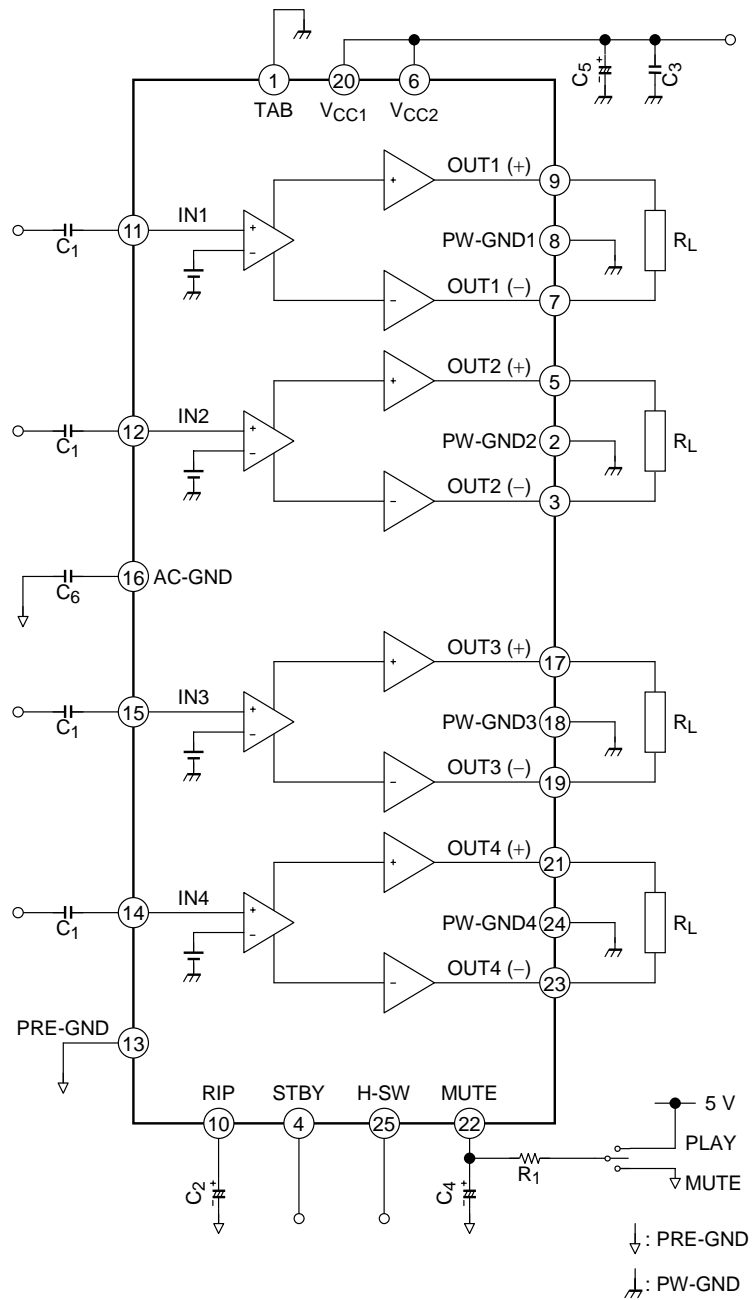 1
20
6
C5
C3
TAB
VCC1
VCC2
OUT1 (+)
9
IN1
11
C1
PW-GND1
8
RL
OUT1 (−)
7
OUT2 (+)
5
IN2
12
C1
PW-GND2
2
RL
OUT2 (−)
3
16
AC-GND
C6
OUT3 (+)
17
IN3
15
C1
PW-GND3
18
RL
OUT3 (−)
19
OUT4 (+)
21
IN4
14
C1
PW-GND4
24
RL
OUT4 (−)
23
PRE-GND
13
RIP
STBY
H-SW
MUTE
10
4
25
22
5 V
PLAY
R1
MUTE
C2
C4
: PRE-GND
: PW-GND